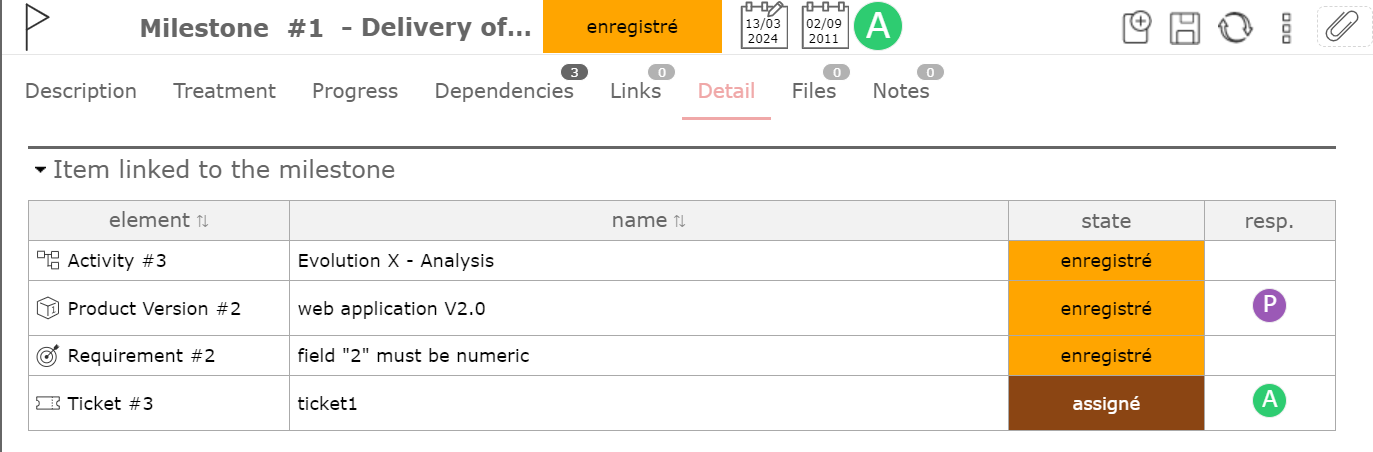 Milestone #1 - Delivery of...
enregistré
13/03
2024
02/09
2011
A
Description Treatment Progress Dependencies 3 Links 0 Detail Files 0 Notes 0
Item linked to the milestone
element name state resp.
Activity #3 Evolution X - Analysis enregistré
Product Version #2 web application V2.0 enregistré P
Requirement #2 field "2" must be numeric enregistré
Ticket #3 ticket1 assigné A